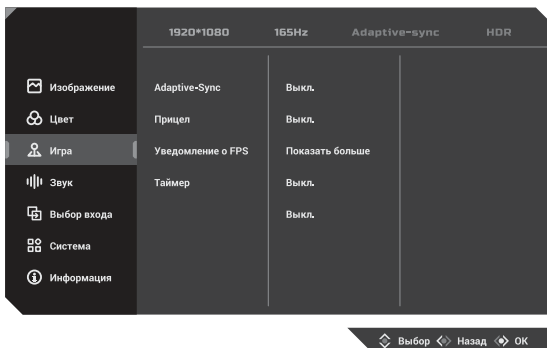 1920*1080 165Hz Adaptive-sync HDR
Изображение Adaptive-Sync Выкл.
Цвет Прицел Выкл.
Игра Уведомление о FPS Показать больше
Звук Таймер Выкл.
Выбор входа Выкл.
Система
Информация
Выбор Назад OK